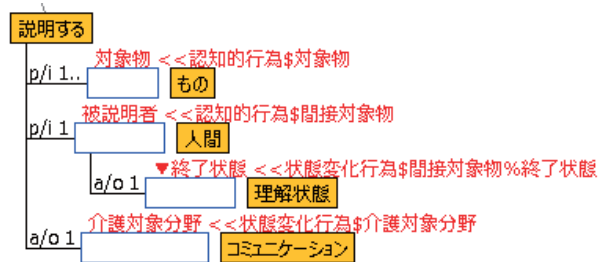 説明する
対象物 <<認知的行為$対象物
p/i 1.. もの
被説明者 <<認知的行為$間接対象物
p/i 1 人間
▼終了状態 <<状態変化行為$間接対象物%終了状態
a/o 1 理解状態
介護対象分野 <<状態変化行為$介護対象分野
a/o 1 コミュニケーション